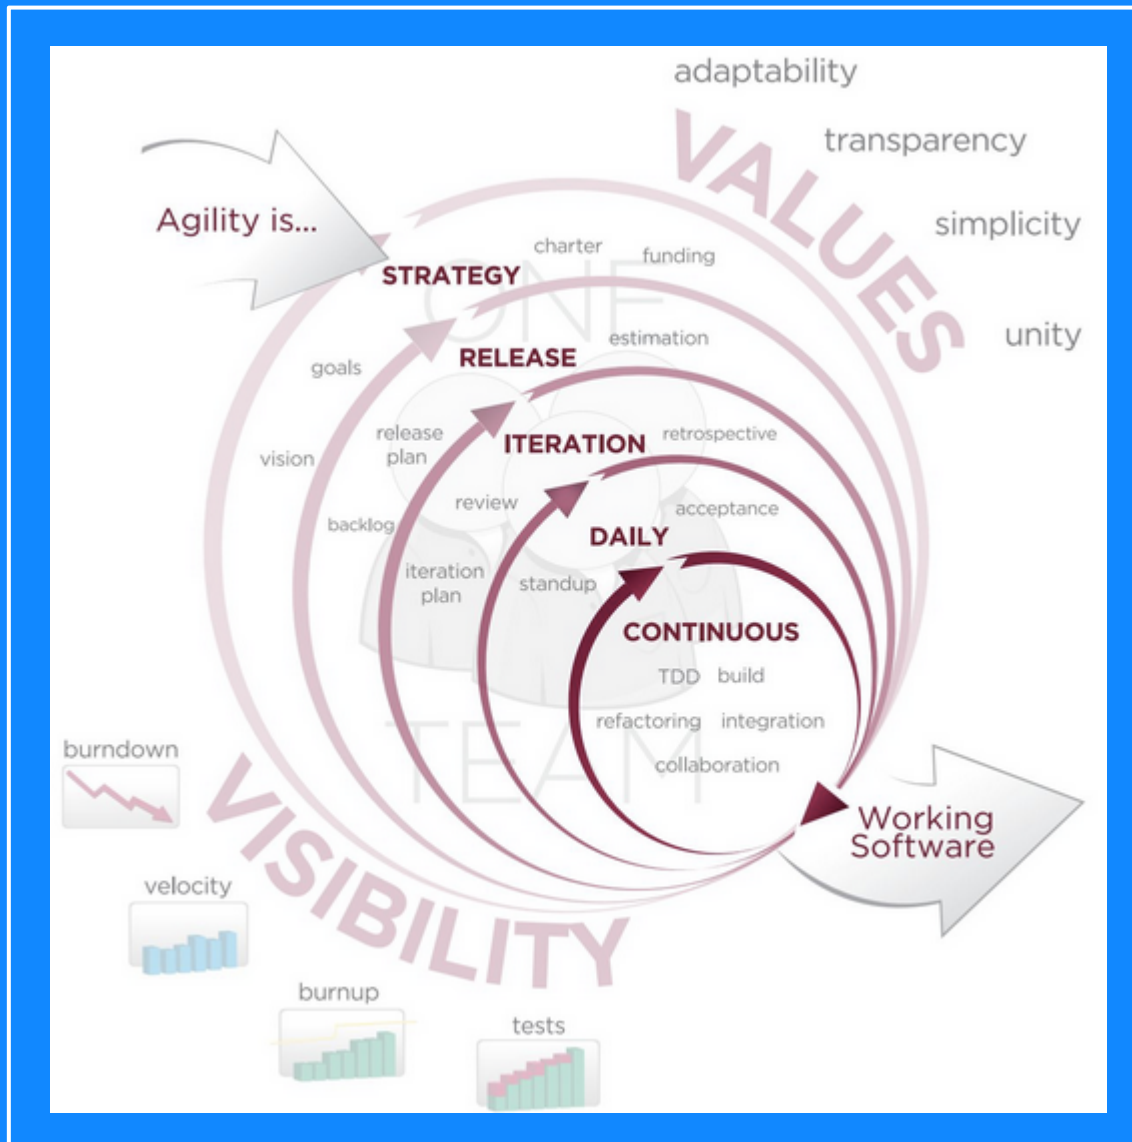 adaptability
VALUES
transparency
simplicity
unity
Agility is...
STRATEGY
charter
funding
ONE
goals
vision
RELEASE
estimation
release
plan
backlog
ITERATION
retrospective
review
iteration
plan
DAILY
acceptance
standup
CONTINUOUS
TDD build
refactoring integration
collaboration
TEAM
Working
Software
VISIBILITY
burndown
velocity
burnup
tests